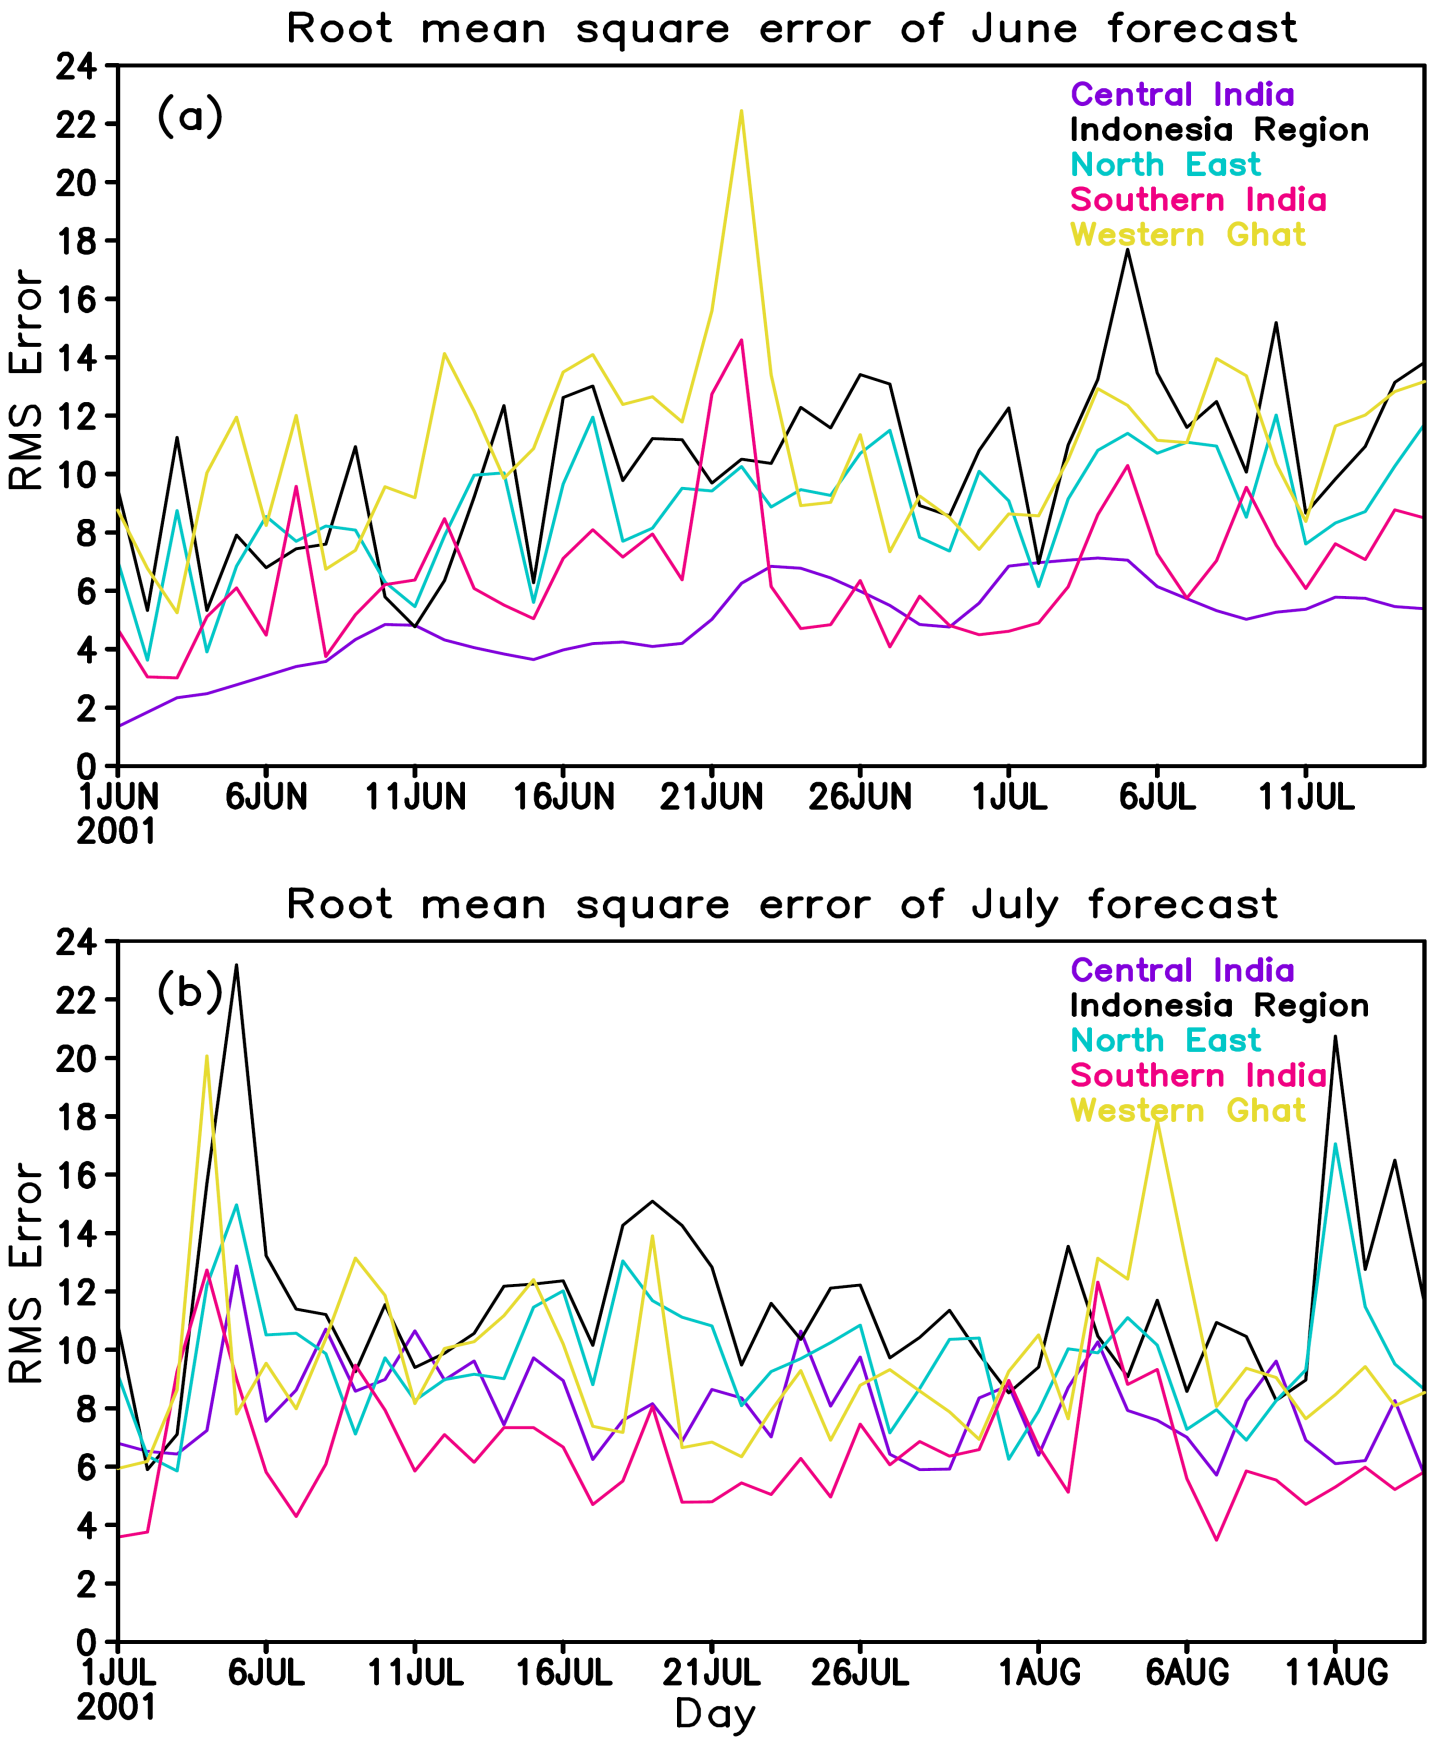 Root mean square error of June forecast
24
(a)
Central India
Indonesia Region
North East
Southern India
Western Ghat
22
20
18
16
14
12
10
8
6
4
2
0
RMS Error
1JUN 6JUN 11JUN 16JUN 21JUN 26JUN 1JUL 6JUL 11JUL
2001
Root mean square error of July forecast
24
(b)
Central India
Indonesia Region
North East
Southern India
Western Ghat
22
20
18
16
14
12
10
8
6
4
2
0
RMS Error
1JUL 6JUL 11JUL 16JUL 21JUL 26JUL 1AUG 6AUG 11AUG
2001
Day